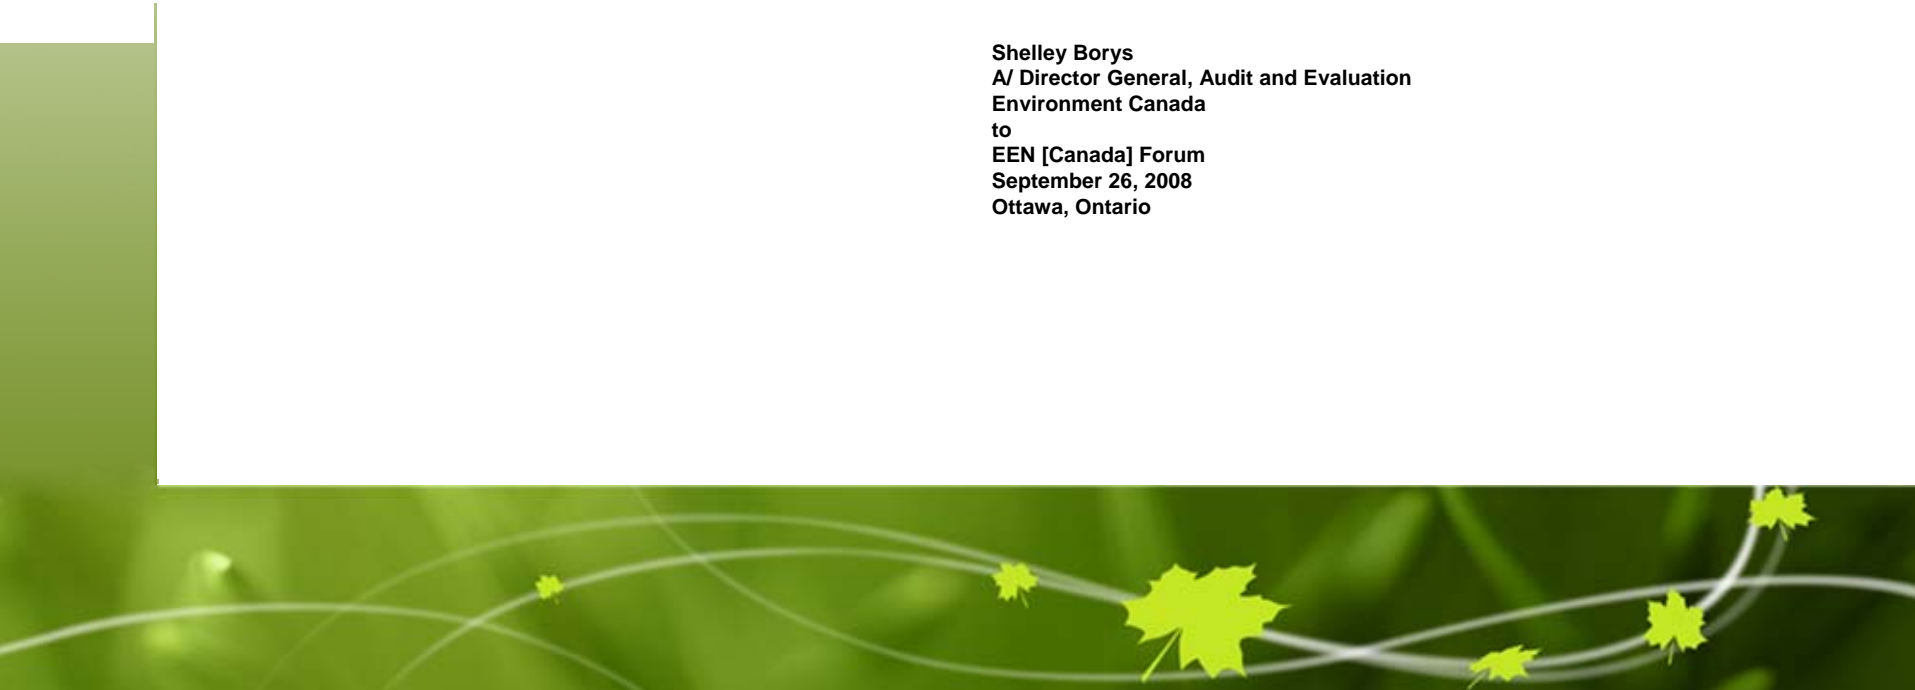 Shelley Borys
A/ Director General, Audit and Evaluation
Environment Canada
to
EEN [Canada] Forum
September 26, 2008
Ottawa, Ontario